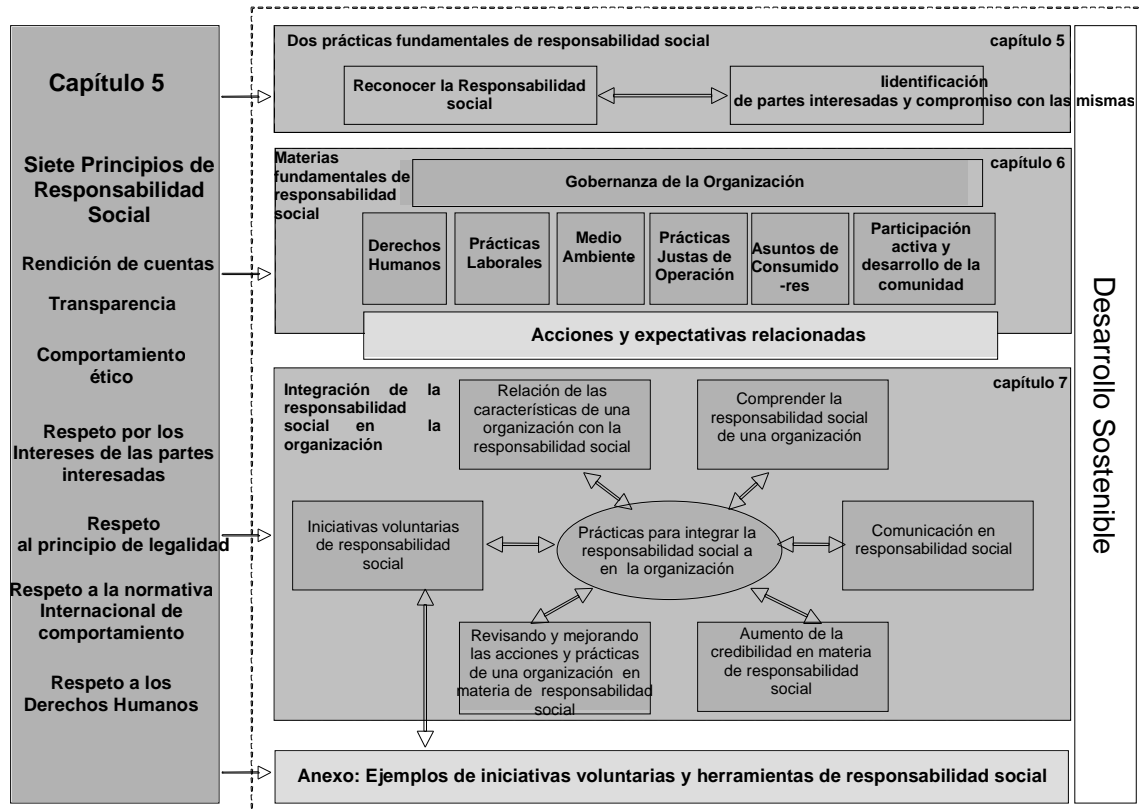 Capítulo 5
Siete Principios de
Responsabilidad
Social
Rendición de cuentas
Transparencia
Comportamiento
ético
Respeto por los
Intereses de las partes
interesadas
Respeto
al principio de legalidad
Respeto a la normativa
Internacional de
comportamiento
Respeto a los
Derechos Humanos
Dos prácticas fundamentales de responsabilidad social
capítulo 5
Reconocer la Responsabilidad
social
Iidentificación
de partes interesadas y compromiso con las mismas
Materias
fundamentales de
responsabilidad
social
capítulo 6
Gobernanza de la Organización
Derechos
Humanos
Prácticas
Laborales
Medio
Ambiente
Prácticas
Justas de
Operación
Asuntos de
Consumido
-res
Participación
activa y
desarrollo de la
comunidad
Acciones y expectativas relacionadas
Integración de la
responsabilidad
social en la
organización
capítulo 7
Relación de las
características de una
organización con la
responsabilidad social
Comprender la
responsabilidad social
de una organización
Iniciativas voluntarias
de responsabilidad
social
Prácticas para integrar la
responsabilidad social a
en la organización
Comunicación en
responsabilidad social
Revisando y mejorando
las acciones y prácticas
de una organización en
materia de responsabilidad
social
Aumento de la
credibilidad en materia
de responsabilidad
social
Anexo: Ejemplos de iniciativas voluntarias y herramientas de responsabilidad social
Desarrollo Sostenible